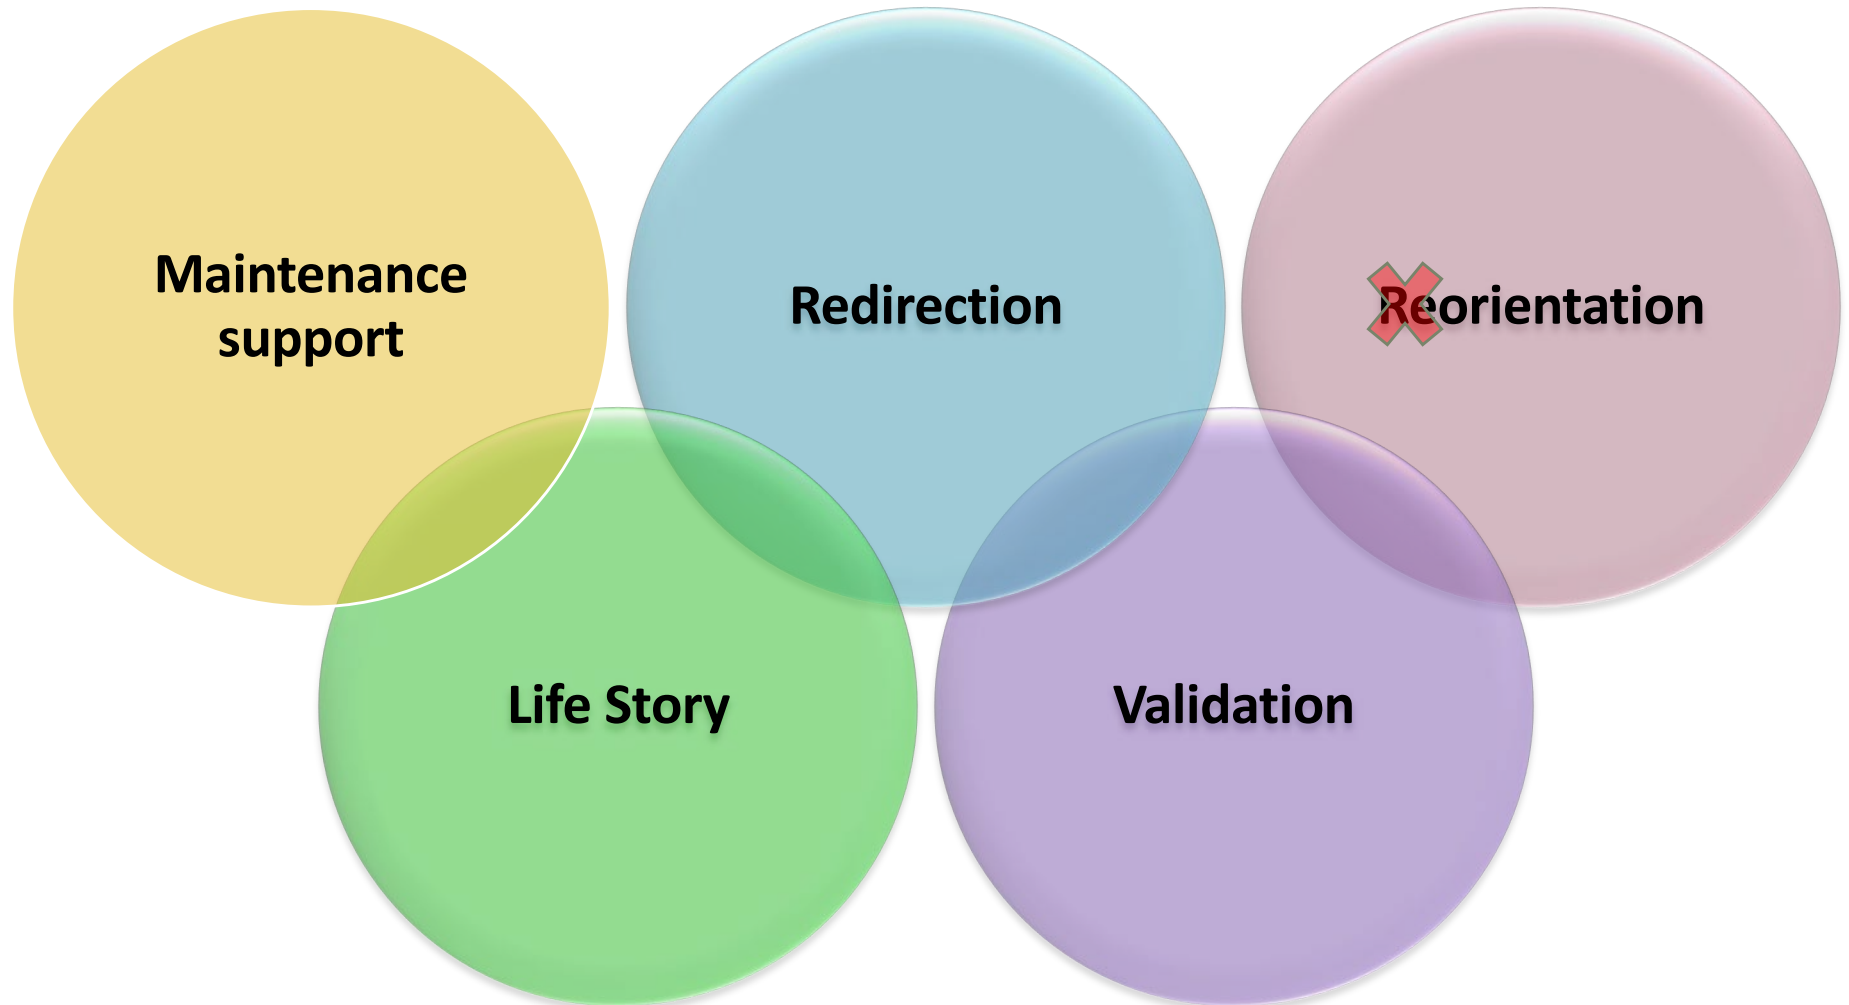 Maintenance
support
Redirection
Reorientation
Life Story
Validation